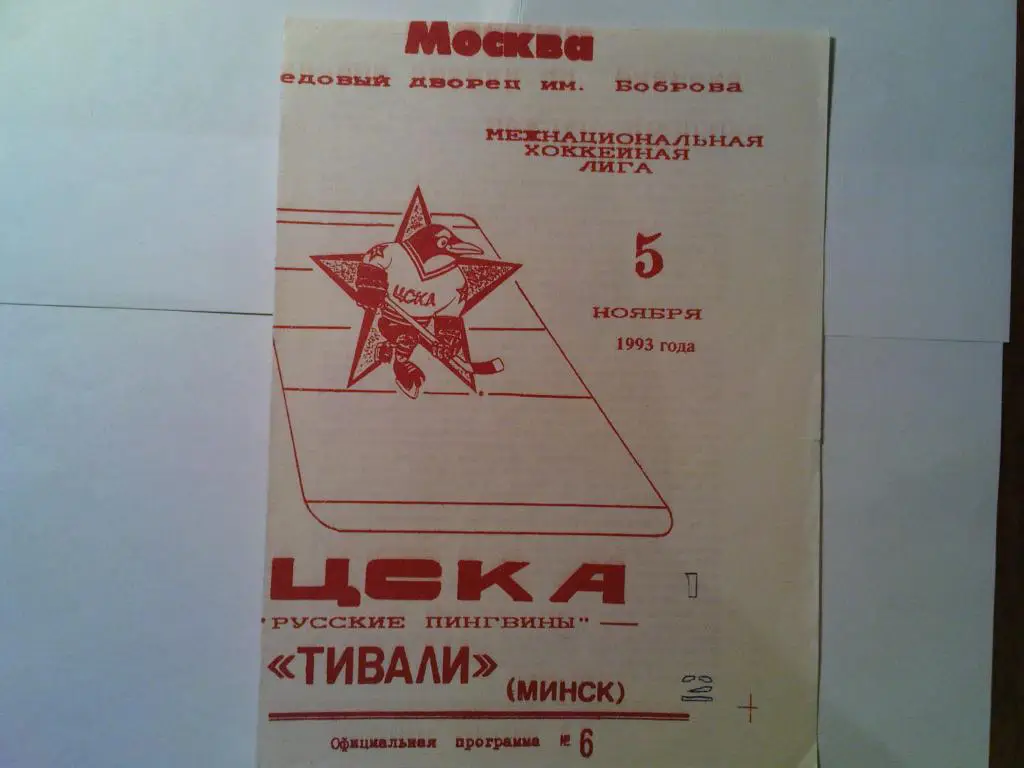 Москва
едовый дворец им. Боброва
МЕЖНАЦИОНАЛЬНАЯ
ХОККЕЙНАЯ
ЛИГА
5
НОЯБРЯ
1993 года
ЦСКА
ЦСКА
"РУССКИЕ ПИНГВИНЫ" —
«ТИВАЛИ»
(МИНСК)
Официальная программа № 6